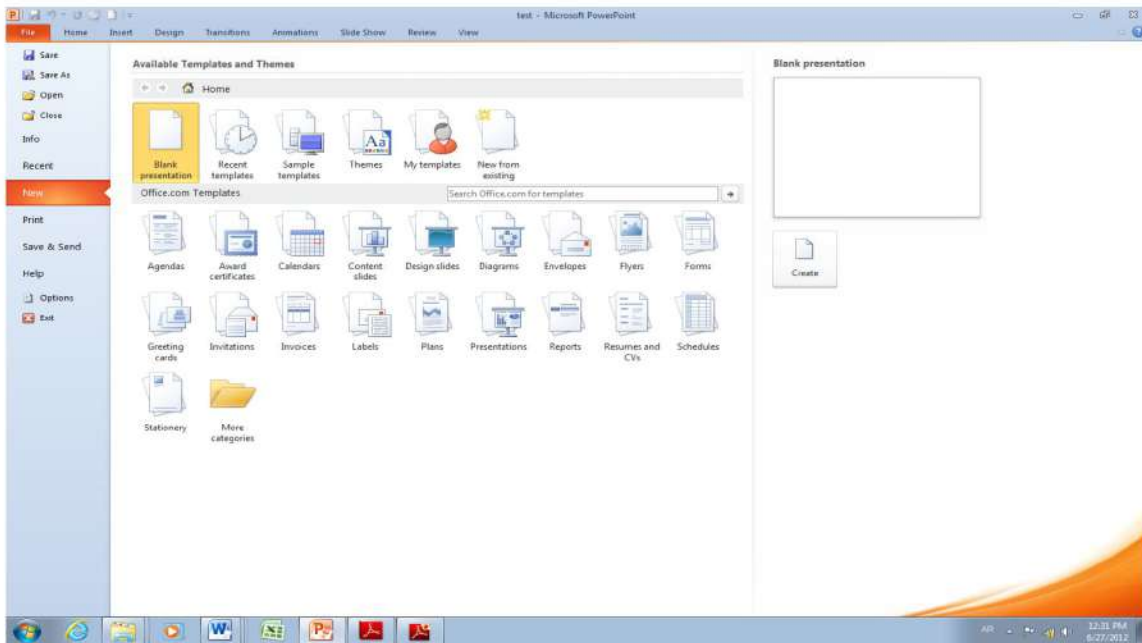 test - Microsoft PowerPoint
File Home Insert Design Transitions Animations Slide Show Review View
Save
Save As
Open
Close
Info
Recent
New
Print
Save & Send
Help
Options
Exit
Available Templates and Themes
Home
Blank presentation
Recent templates
Sample templates
Themes
My templates
New from existing
Office.com Templates
Search Office.com for templates
Agendas
Award certificates
Calendars
Content slides
Design slides
Diagrams
Envelopes
Flyers
Forms
Greeting cards
Invitations
Invoices
Labels
Plans
Presentations
Reports
Resumes and CVs
Schedules
Stationery
More categories
Blank presentation
Create
AR
12:31 PM
6/27/2012